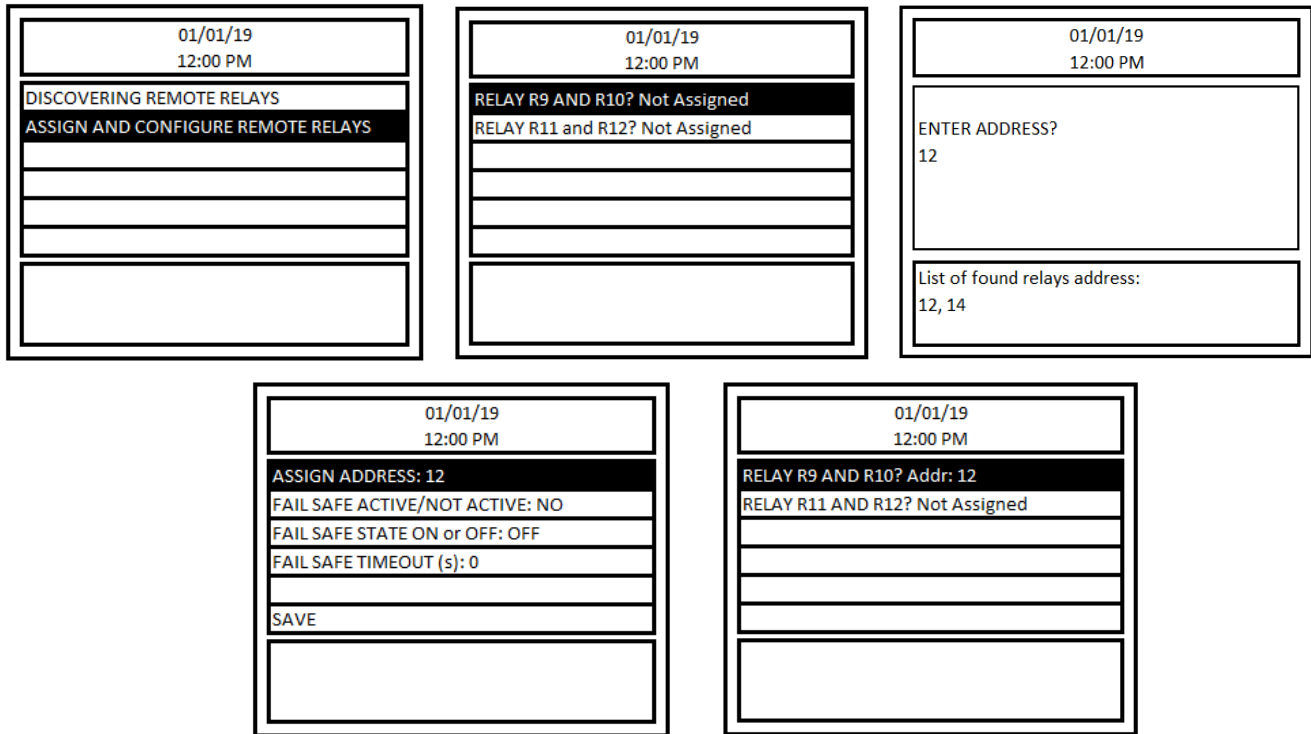 01/01/19
12:00 PM
DISCOVERING REMOTE RELAYS
ASSIGN AND CONFIGURE REMOTE RELAYS
01/01/19
12:00 PM
RELAY R9 AND R10? Not Assigned
RELAY R11 and R12? Not Assigned
01/01/19
12:00 PM
ENTER ADDRESS?
12
List of found relays address:
12, 14
01/01/19
12:00 PM
ASSIGN ADDRESS: 12
FAIL SAFE ACTIVE/NOT ACTIVE: NO
FAIL SAFE STATE ON or OFF: OFF
FAIL SAFE TIMEOUT (s): 0
SAVE
01/01/19
12:00 PM
RELAY R9 AND R10? Addr: 12
RELAY R11 AND R12? Not Assigned